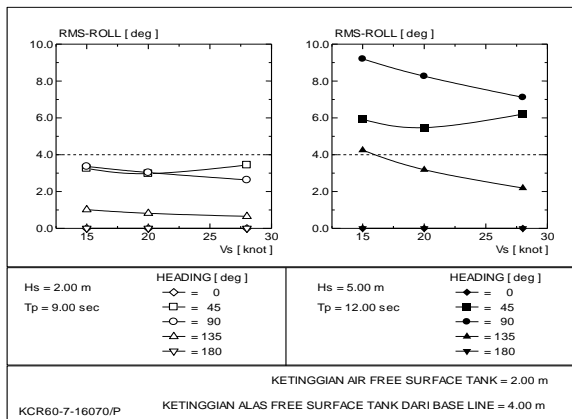 RMS-ROLL [ deg ]
10.0
8.0
6.0
4.0
2.0
0.0
15 20 25 30
Vs [ knot ]
RMS-ROLL [ deg ]
10.0
8.0
6.0
4.0
2.0
0.0
15 20 25 30
Vs [ knot ]
Hs = 2.00 m
Tp = 9.00 sec
HEADING [ deg ]
= 0
= 45
= 90
= 135
= 180
Hs = 5.00 m
Tp = 12.00 sec
HEADING [ deg ]
= 0
= 45
= 90
= 135
= 180
KETINGGIAN AIR FREE SURFACE TANK = 2.00 m
KCR60-7-16070/P
KETINGGIAN ALAS FREE SURFACE TANK DARI BASE LINE = 4.00 m